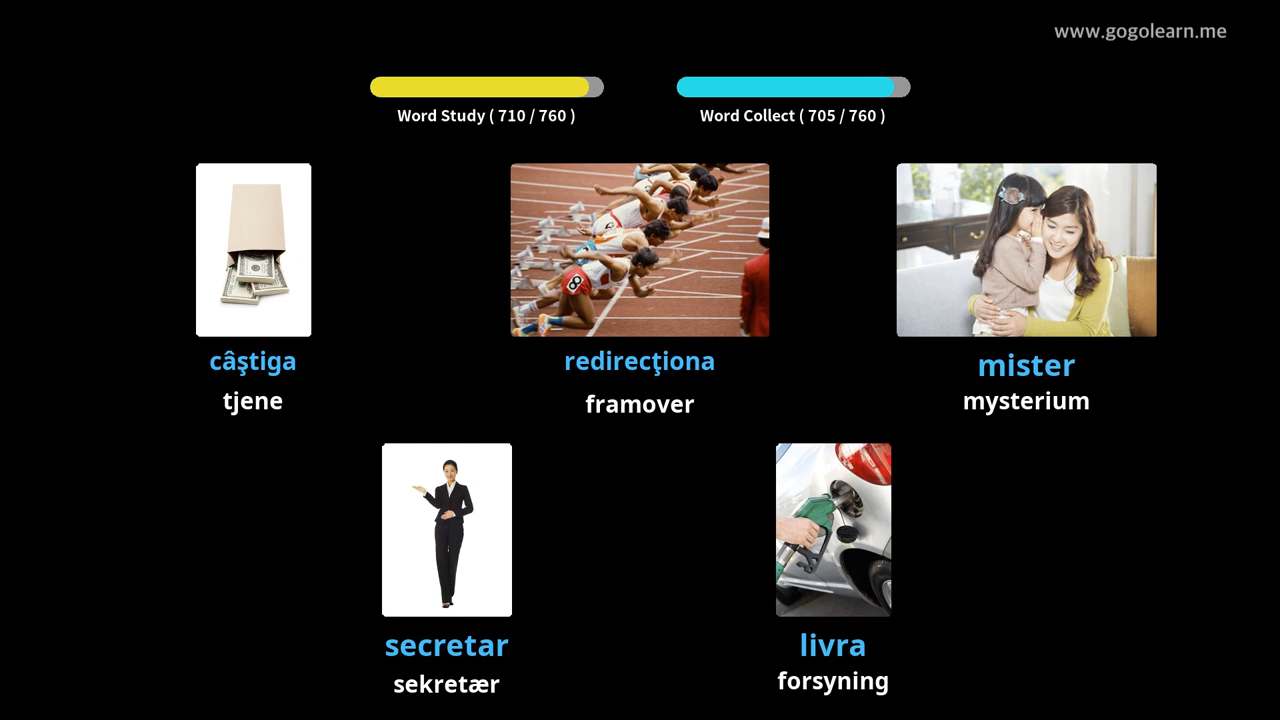 www.gogolearn.me
Word Study ( 710 / 760 )
Word Collect ( 705 / 760 )
câştiga
tjene
redirecţiona
framover
mister
mysterium
8
secretar
sekretær
livra
forsyning